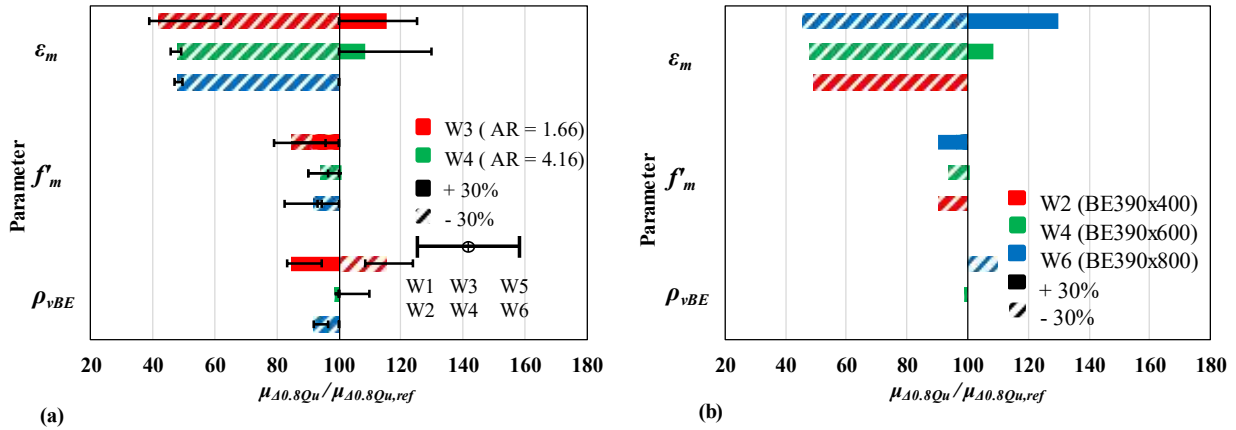 Parameter
εm
f'm
ρvBE
W3 ( AR = 1.66)
W4 ( AR = 4.16)
+ 30%
- 30%
W1 W3 W5
W2 W4 W6
20 40 60 80 100 120 140 160 180
μΔ0.8Qu/μΔ0.8Qu,ref
(a)
Parameter
εm
f'm
ρvBE
W2 (BE390x400)
W4 (BE390x600)
W6 (BE390x800)
+ 30%
- 30%
20 40 60 80 100 120 140 160 180
μΔ0.8Qu/μΔ0.8Qu,ref
(b)